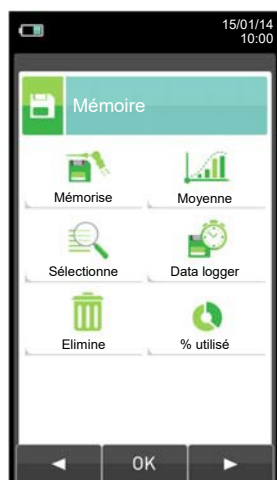 15/01/14
10:00
Mémoire
Mémorise
Moyenne
Sélectionne
Data logger
Elimine
% utilisé
OK